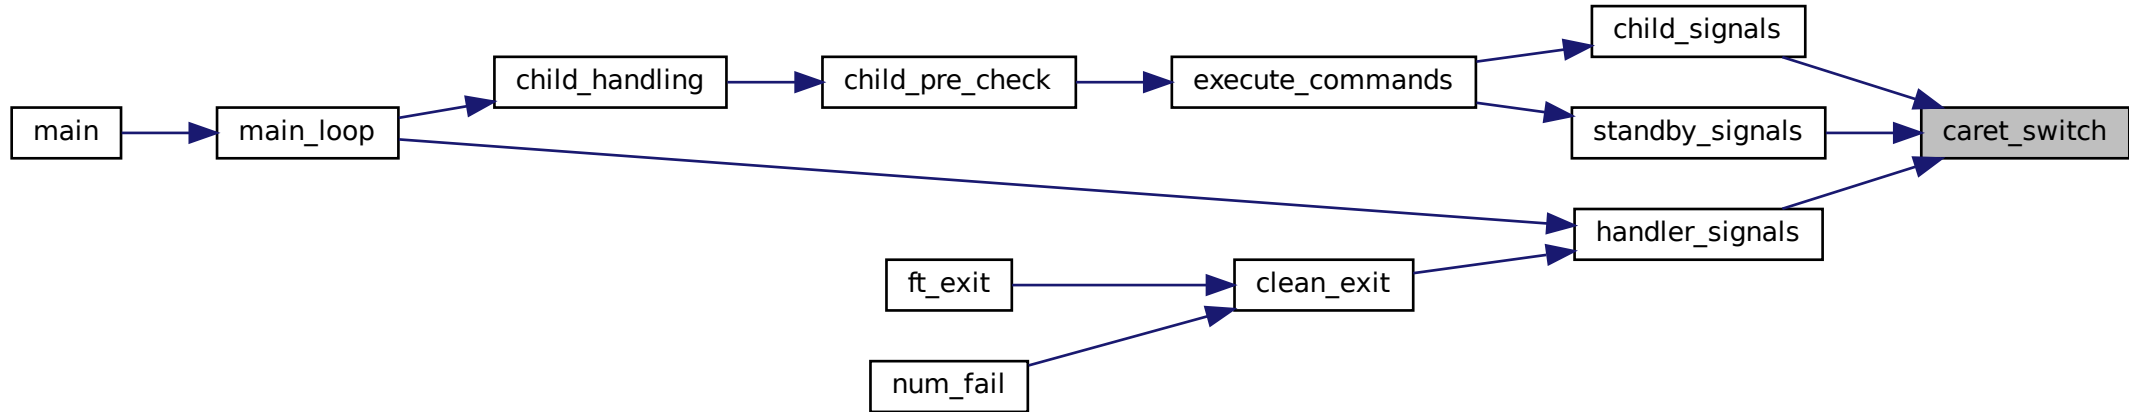 child_signals
child_handling
child_pre_check
execute_commands
main
main_loop
standby_signals
caret_switch
handler_signals
ft_exit
clean_exit
num_fail